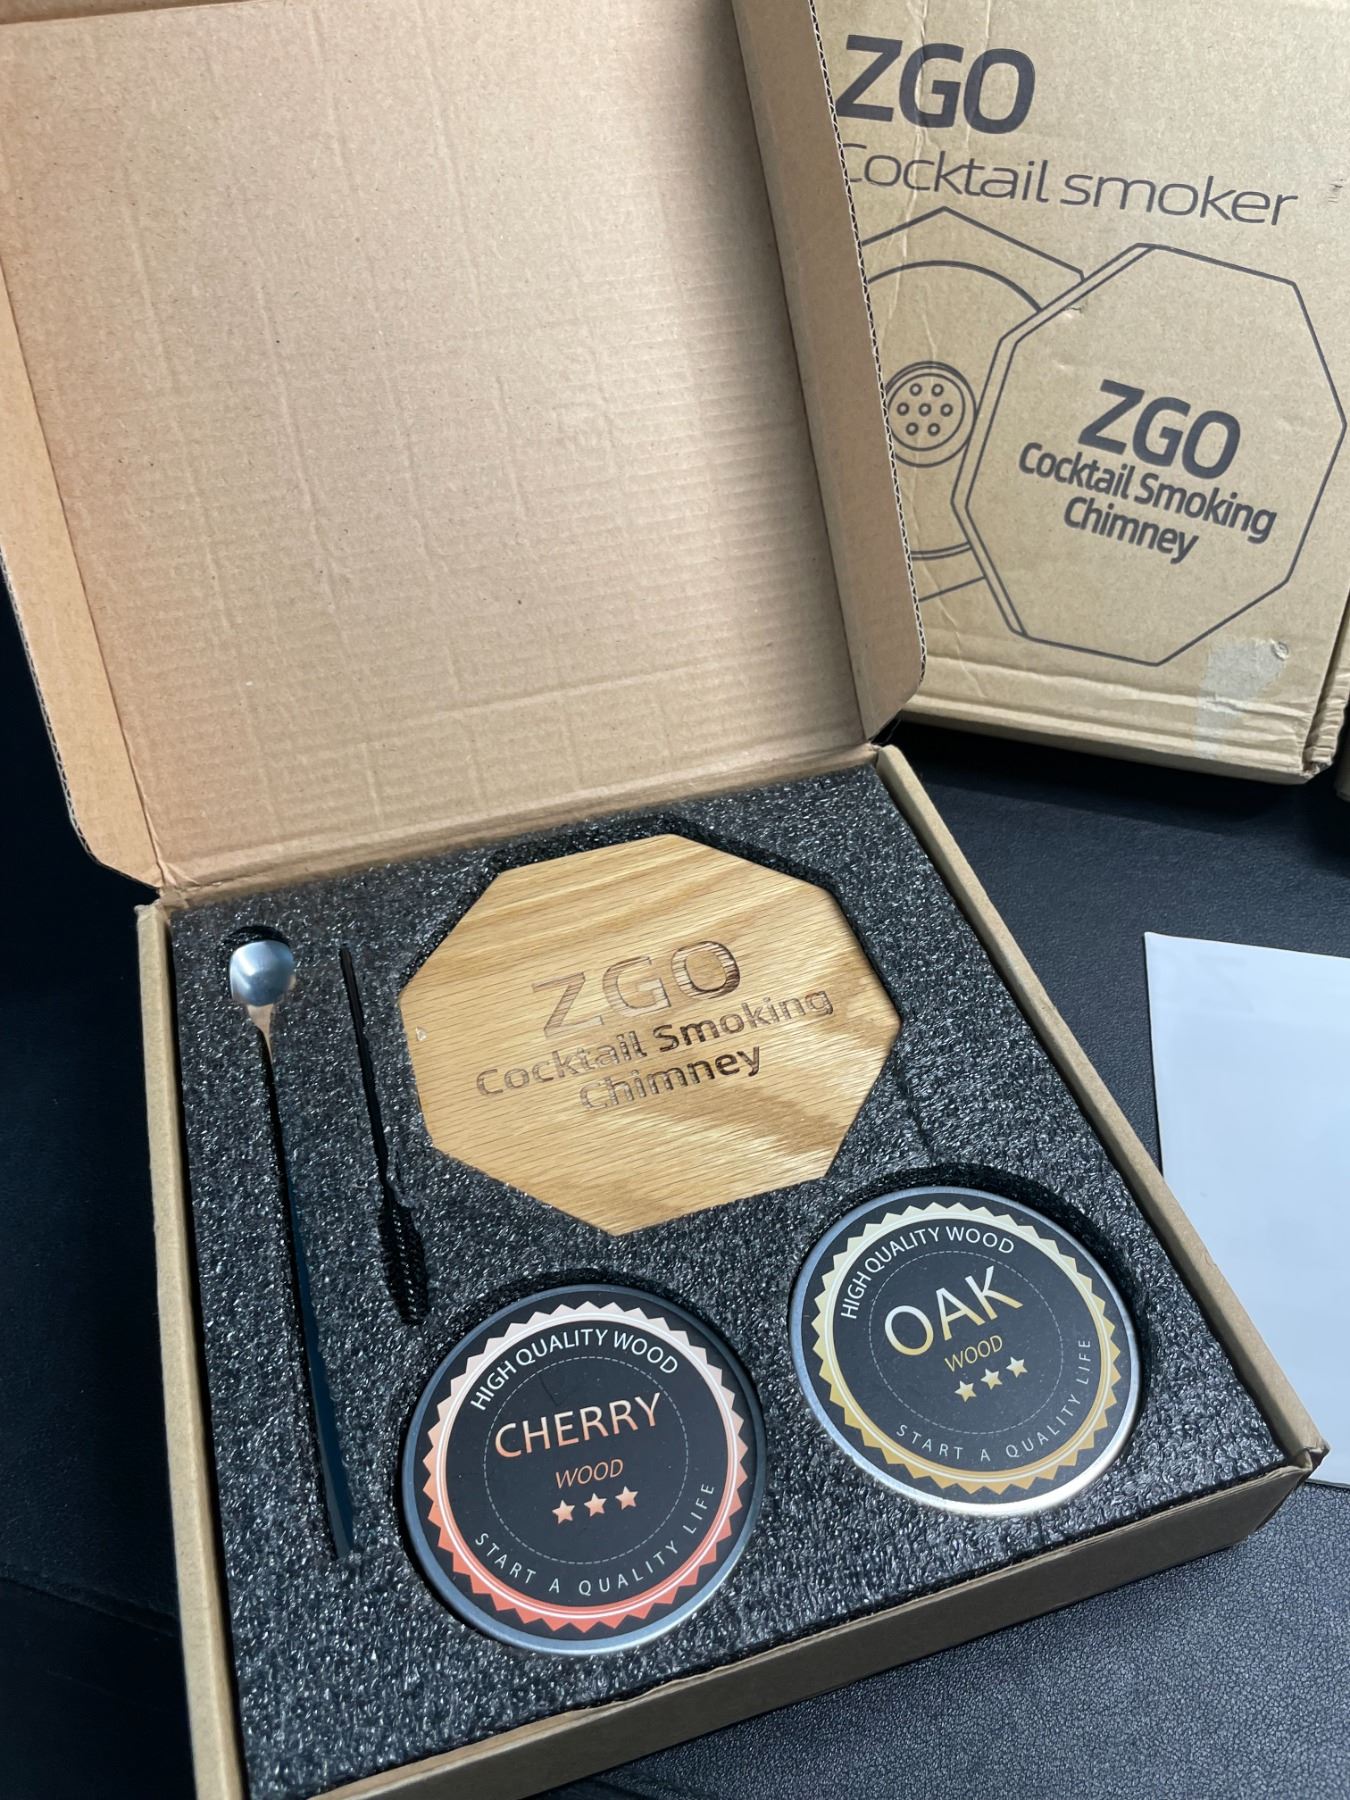 ZGO
Cocktail smoker
ZGO
Cocktail Smoking
Chimney
ZGO
Cocktail Smoking
Chimney
HIGH QUALITY WOOD
OAK
WOOD
START A QUALITY LIFE
HIGH QUALITY WOOD
CHERRY
WOOD
START A QUALITY LIFE